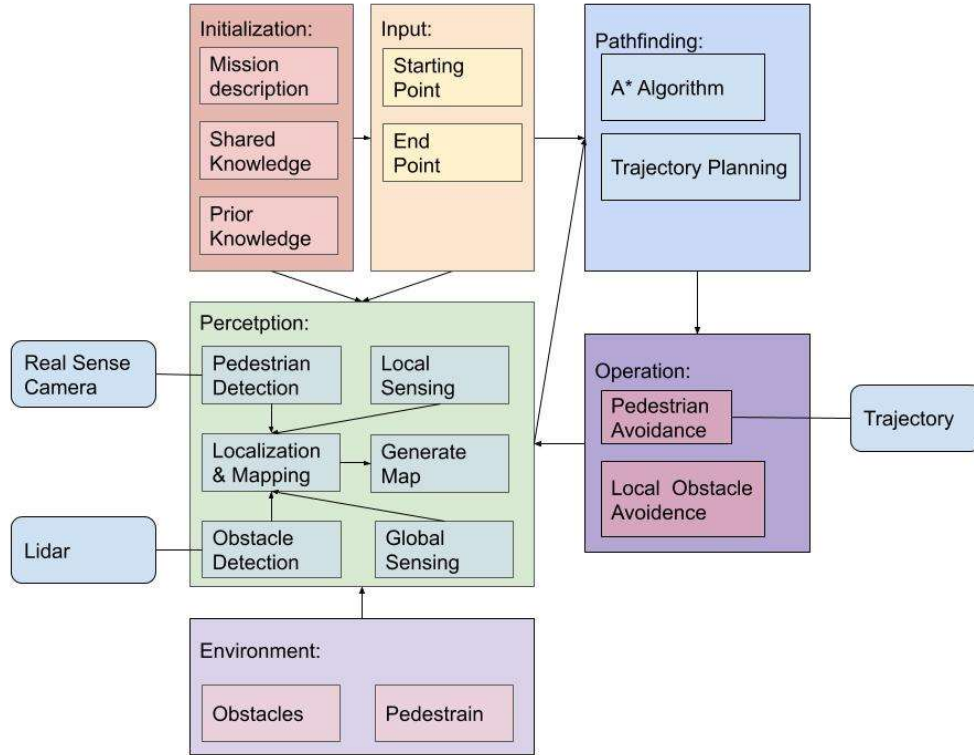 Initialization:
Mission
description
Shared
Knowledge
Prior
Knowledge
Input:
Starting
Point
End
Point
Pathfinding:
A* Algorithm
Trajectory Planning
Percetption:
Real Sense
Camera
Pedestrian
Detection
Local
Sensing
Localization
& Mapping
Generate
Map
Lidar
Obstacle
Detection
Global
Sensing
Operation:
Pedestrian
Avoidance
Trajectory
Local Obstacle
Avoidence
Environment:
Obstacles
Pedestrain